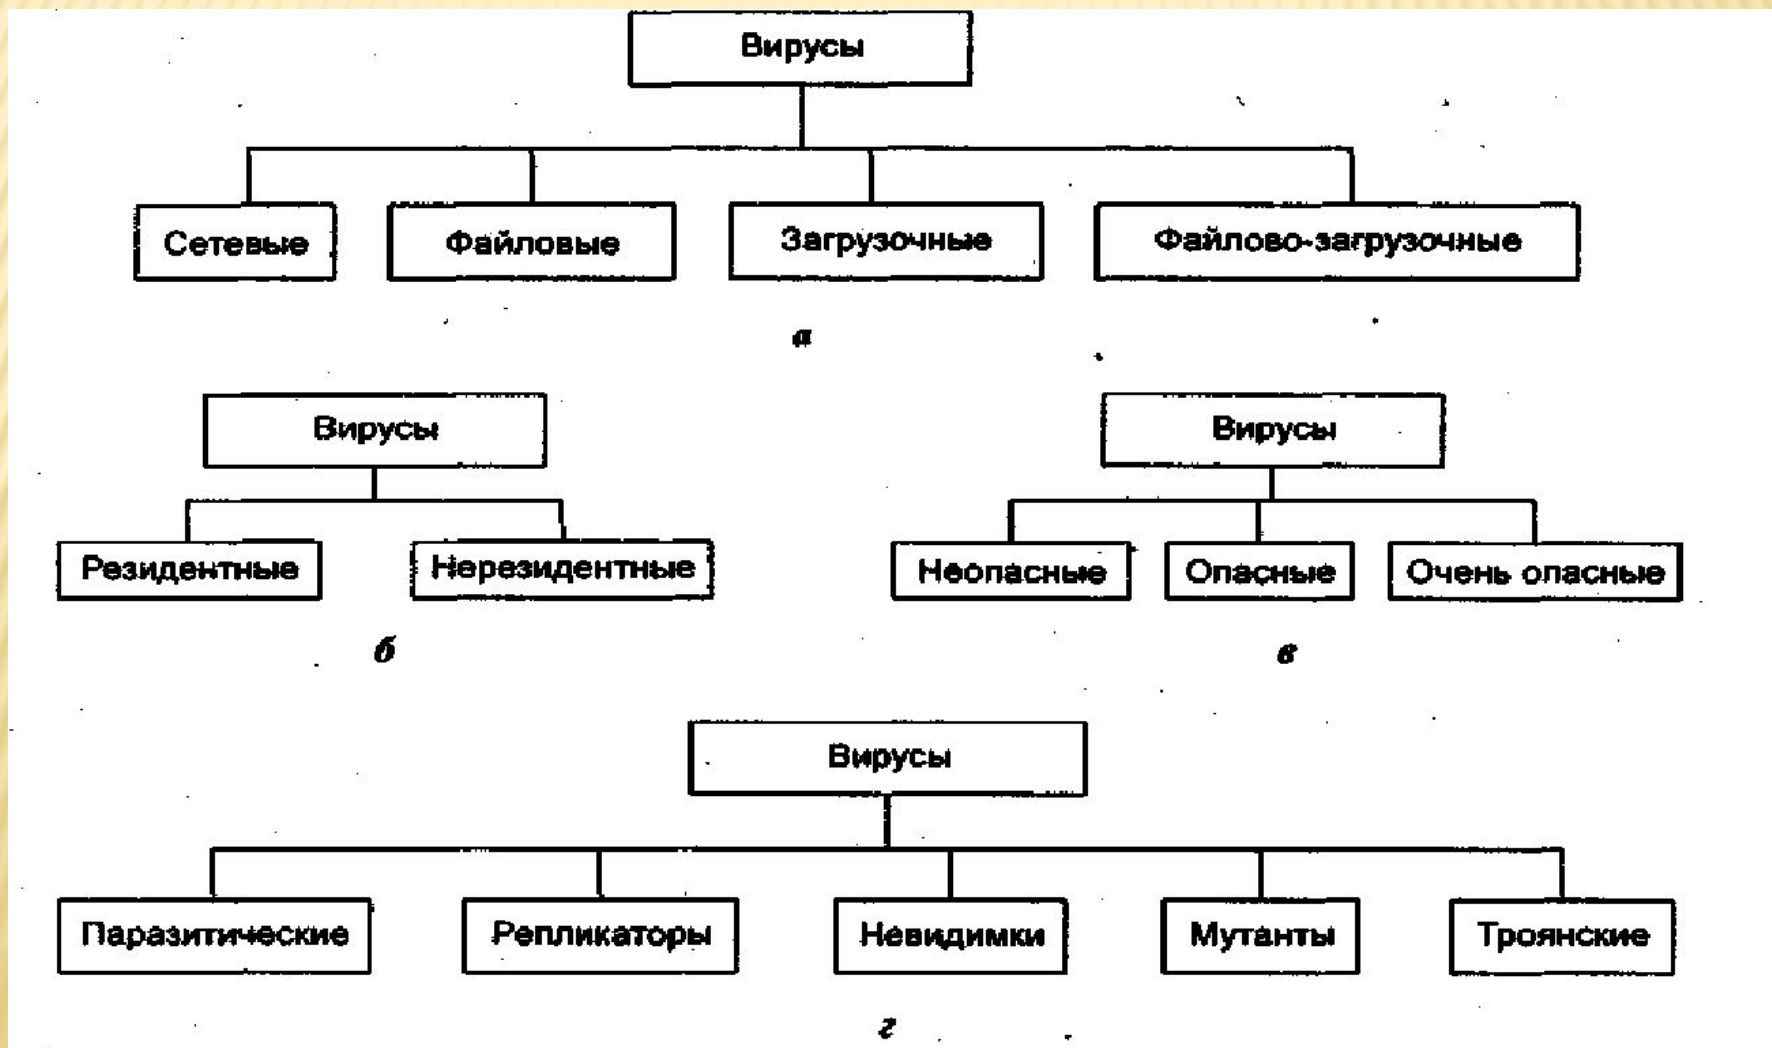 Вирусы
Сетевые Файловые Загрузочные Файлово-загрузочные
а
Вирусы Вирусы
Резидентные Нерезидентные Неопасные Опасные Очень опасные
б в
Вирусы
Паразитические Репликаторы Невидимки Мутанты Троянские
г